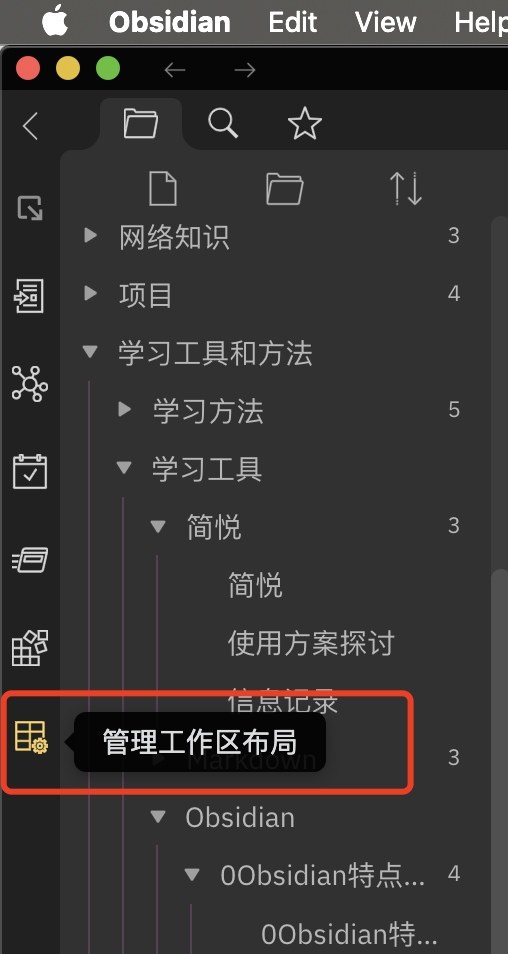 Obsidian Edit View Help
网络知识 3
项目 4
学习工具和方法
学习方法 5
学习工具
简悦 3
简悦
使用方案探讨
信息记录
管理工作区布局
Markdown 3
Obsidian
0Obsidian特点... 4
0Obsidian特...